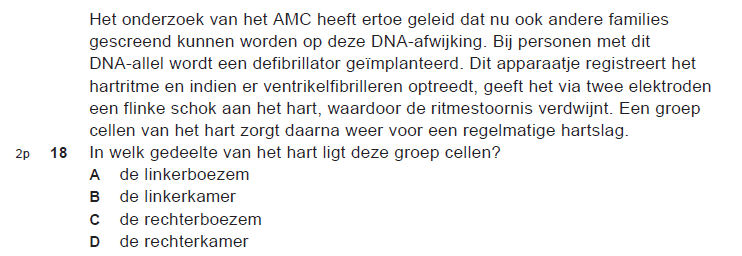 Het onderzoek van het AMC heeft ertoe geleid dat nu ook andere families
gescreend kunnen worden op deze DNA-afwijking. Bij personen met dit
DNA-allel wordt een defibrillator geïmplanteerd. Dit apparaatje registreert het
hartritme en indien er ventrikelfibrilleren optreedt, geeft het via twee elektroden
een flinke schok aan het hart, waardoor de ritmestoornis verdwijnt. Een groep
cellen van het hart zorgt daarna weer voor een regelmatige hartslag.
2p 18 In welk gedeelte van het hart ligt deze groep cellen?
A de linkerboezem
B de linkerkamer
C de rechterboezem
D de rechterkamer